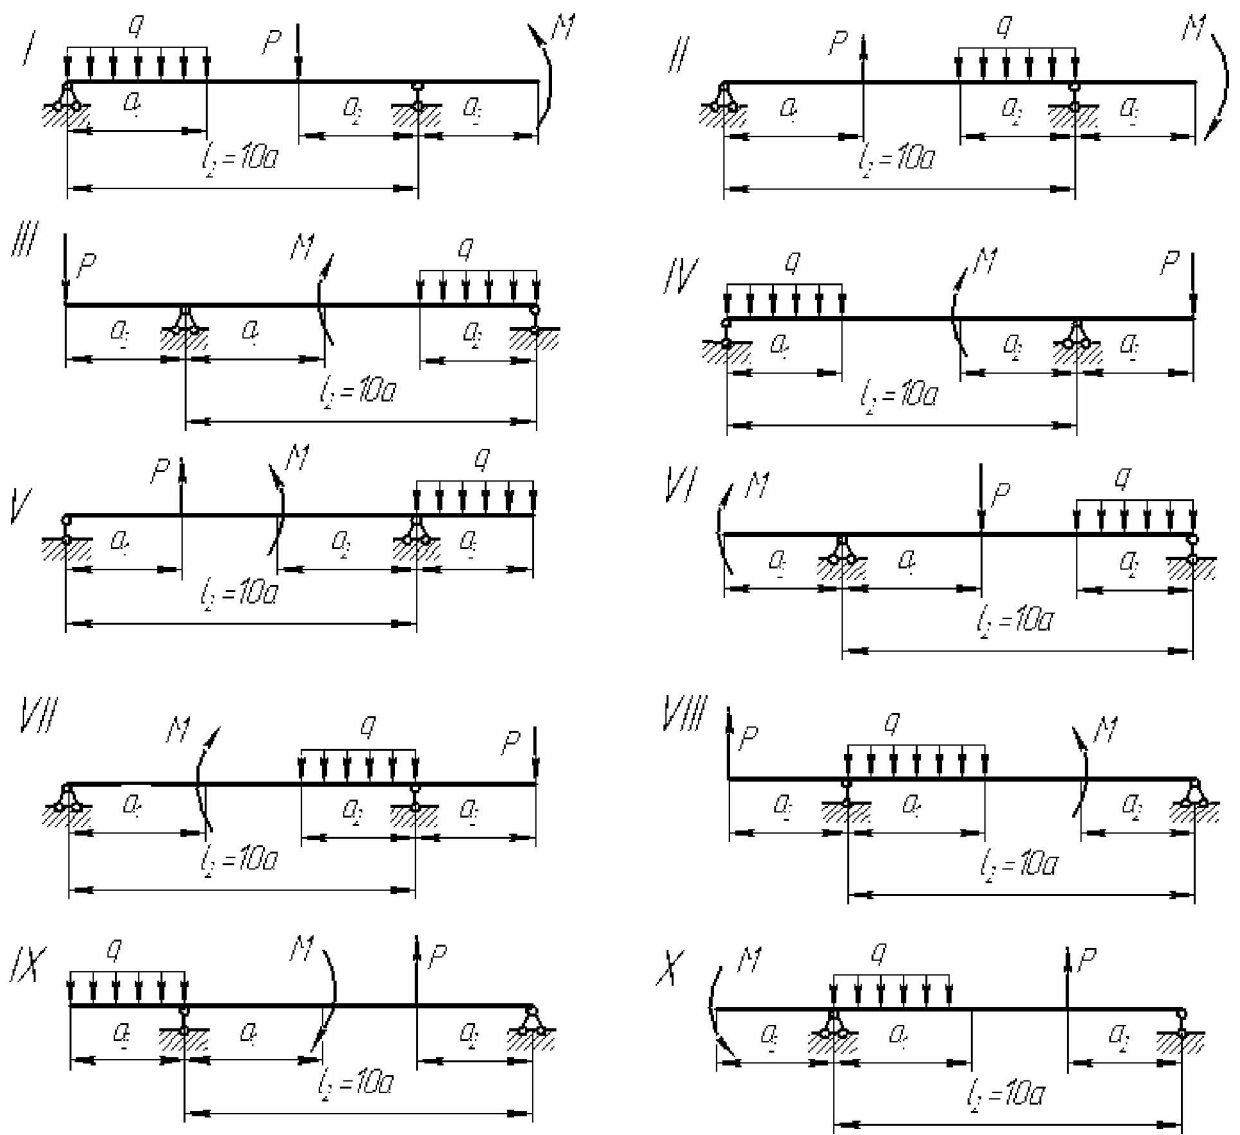 I q P M
a₁ a₂ a₃
l₂=10a
II P q M
a₁ a₂ a₃
l₂=10a
III P M q
a₃ a₁ a₂
l₂=10a
IV q M P
a₁ a₂ a₃
l₂=10a
V P M q
a₁ a₂ a₃
l₂=10a
VI M P q
a₃ a₁ a₂
l₂=10a
VII M q P
a₁ a₂ a₃
l₂=10a
VIII P q M
a₃ a₁ a₂
l₂=10a
IX q M P
a₃ a₁ a₂
l₂=10a
X M q P
a₃ a₁ a₂
l₂=10a